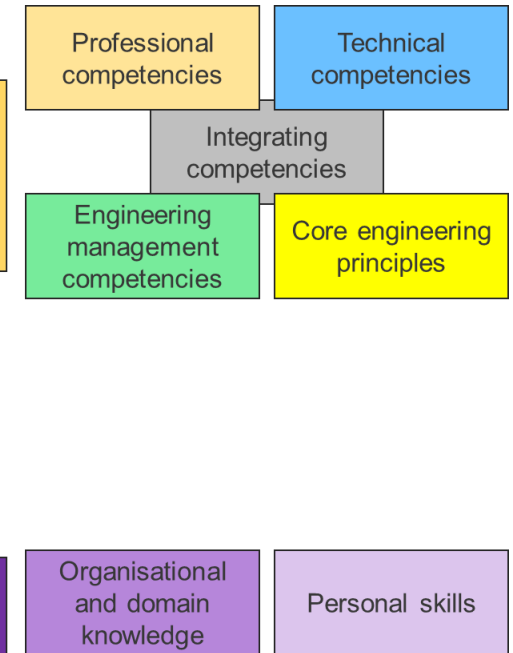 Professional
competencies
Technical
competencies
Integrating
competencies
Engineering
management
competencies
Core engineering
principles
Organisational
and domain
knowledge
Personal skills